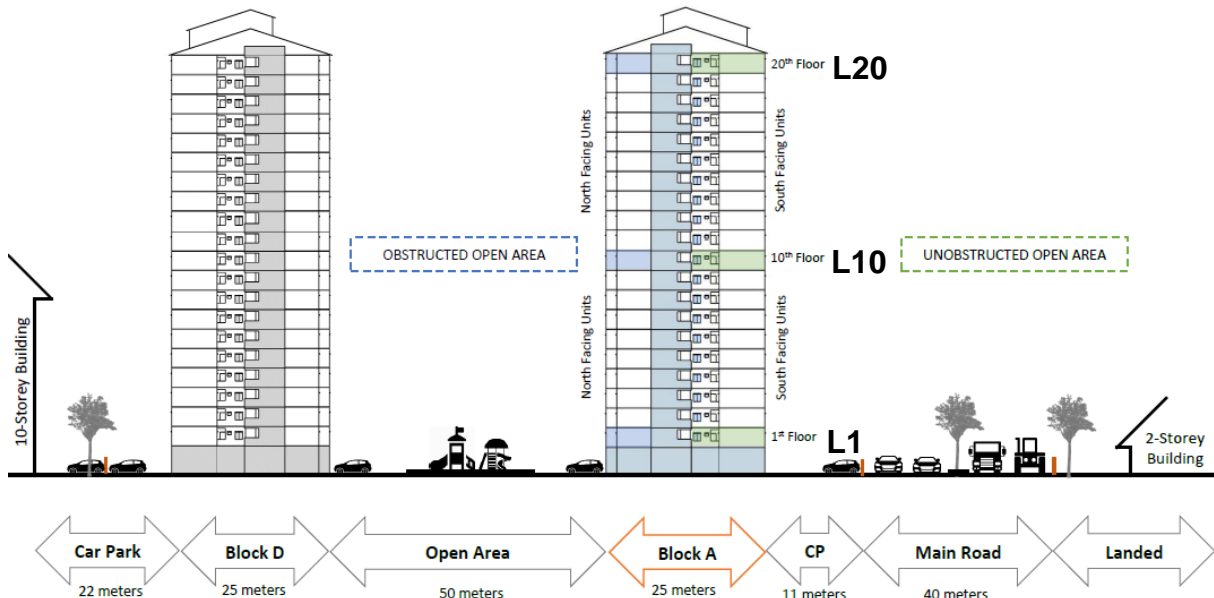 20th Floor L20
North Facing Units
South Facing Units
OBSTRUCTED OPEN AREA
10th Floor L10
UNOBSTRUCTED OPEN AREA
10-Storey Building
North Facing Units
South Facing Units
1st Floor L1
2-Storey
Building
Car Park
Block D
Open Area
Block A
CP
Main Road
Landed
22 meters
25 meters
50 meters
25 meters
11 meters
40 meters